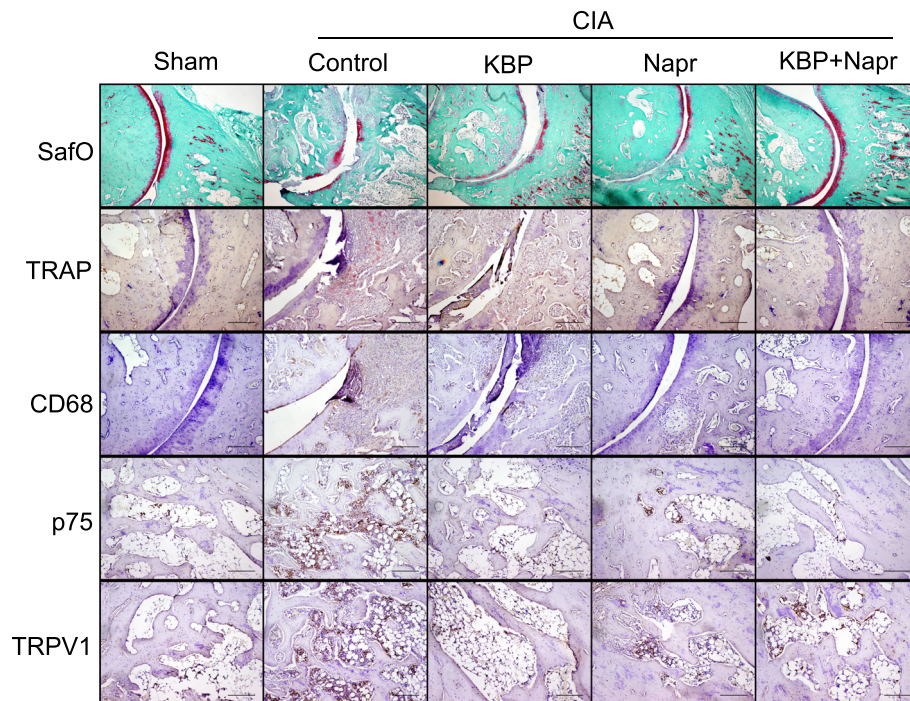 CIA
Sham Control KBP Napr KBP+Napr
SafO
TRAP
CD68
p75
TRPV1